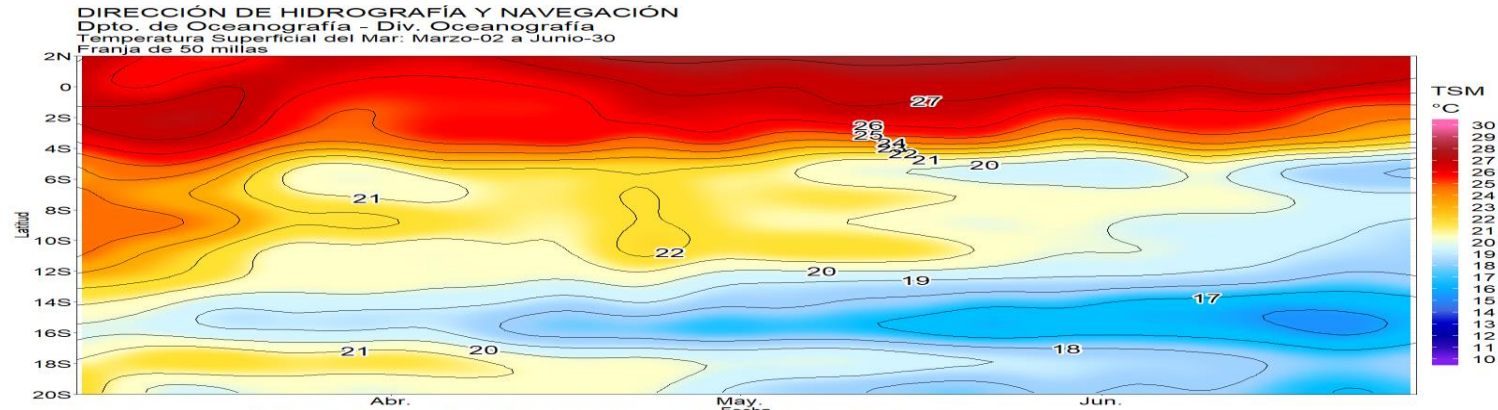 DIRECCIÓN DE HIDROGRAFÍA Y NAVEGACIÓN
Dpto. de Oceanografía - Div. Oceanografía
Temperatura Superficial del Mar: Marzo-02 a Junio-30
Franja de 50 millas
2N
0
2S
4S
6S
8S
10S
12S
14S
16S
18S
20S
Latitud
27
26
25
24
22
21
20
21
22
20
19
17
21
20
18
Abr.
May.
Jun.
Fecha
TSM
°C
30
29
28
27
26
25
24
23
22
21
20
19
18
17
16
15
14
13
12
11
10